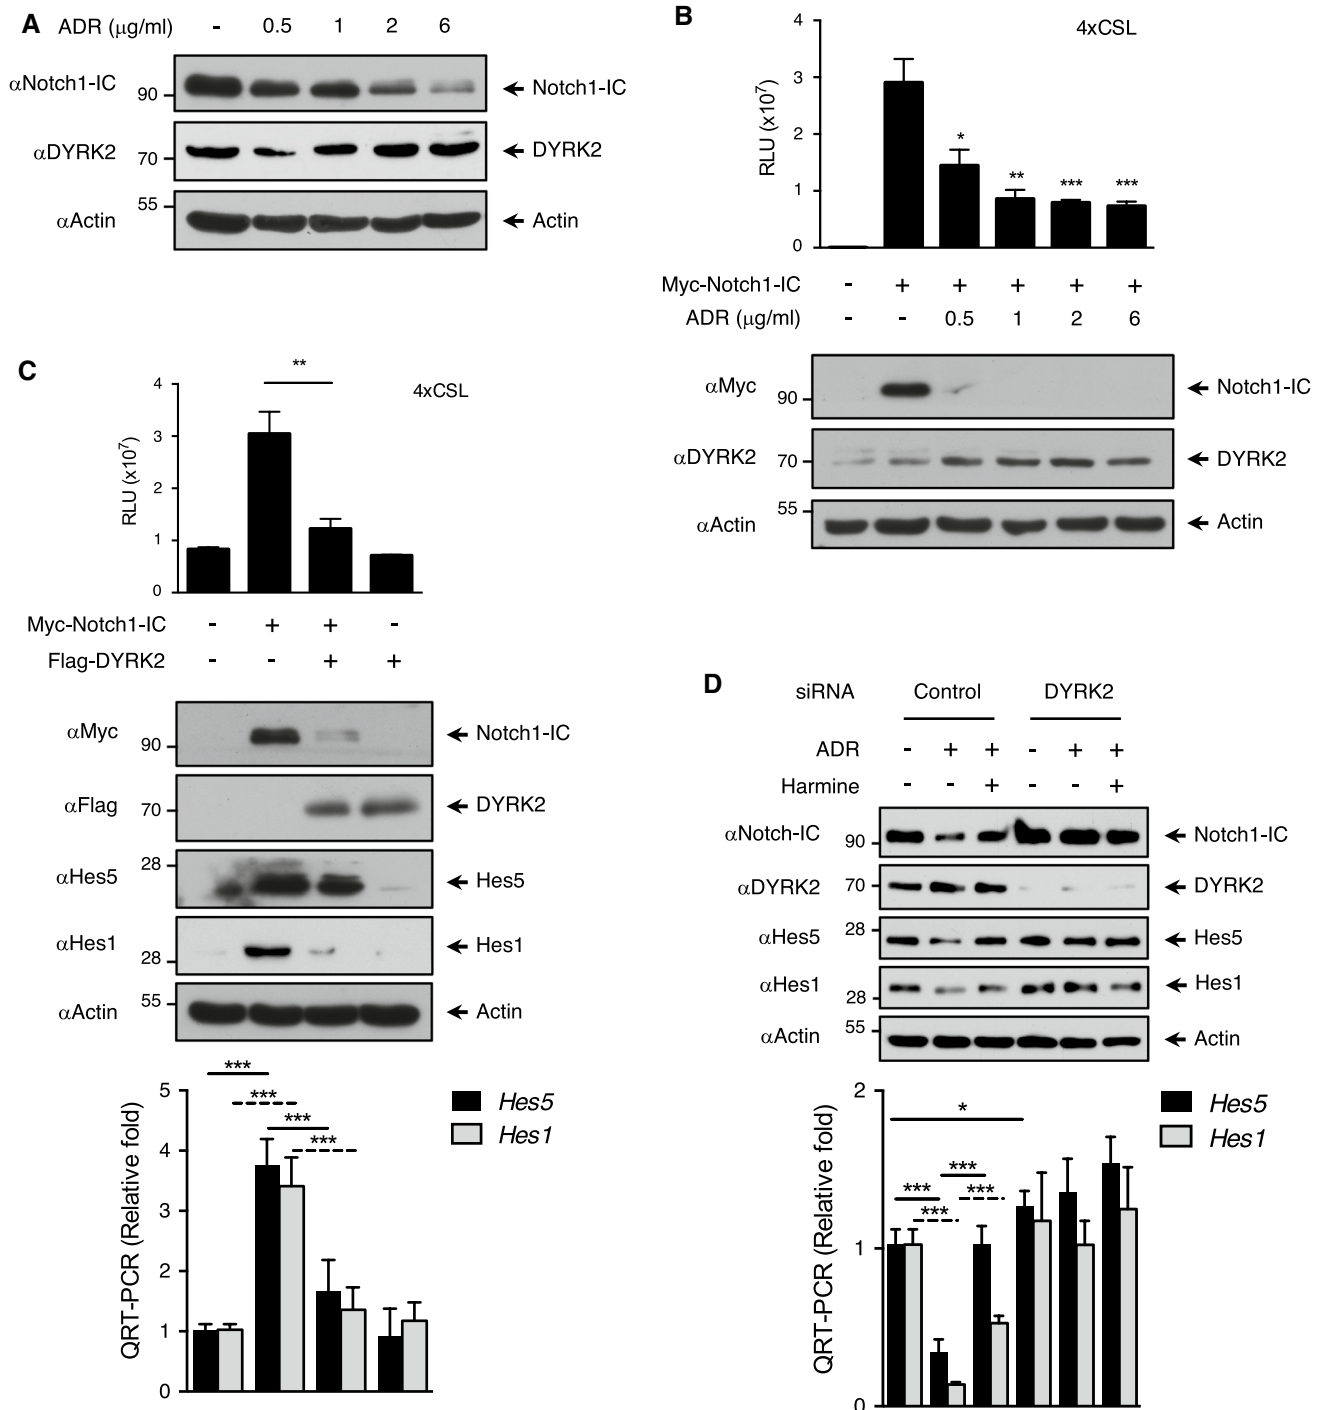 A
ADR (μg/ml) - 0.5 1 2 6
αNotch1-IC 90 Notch1-IC
αDYRK2 70 DYRK2
55
αActin Actin
B
4xCSL
RLU (x10⁷)
4
3
2
1
0
* ** *** ***
Myc-Notch1-IC - + + + + +
ADR (μg/ml) - - 0.5 1 2 6
αMyc 90 Notch1-IC
αDYRK2 70 DYRK2
55
αActin Actin
C
**
4xCSL
RLU (x10⁷)
4
3
2
1
0
Myc-Notch1-IC - + + -
Flag-DYRK2 - - + +
αMyc 90 Notch1-IC
αFlag 70 DYRK2
28
αHes5 Hes5
αHes1 28 Hes1
αActin 55 Actin
QRT-PCR (Relative fold)
5
4
3
2
1
0
***
***
***
***
Hes5
Hes1
D
siRNA Control DYRK2
ADR - + + - + +
Harmine - - + - - +
αNotch-IC 90 Notch1-IC
αDYRK2 70 DYRK2
28
αHes5 Hes5
αHes1 28 Hes1
55
αActin Actin
QRT-PCR (Relative fold)
2
1
0
*
***
*** ***
***
Hes5
Hes1